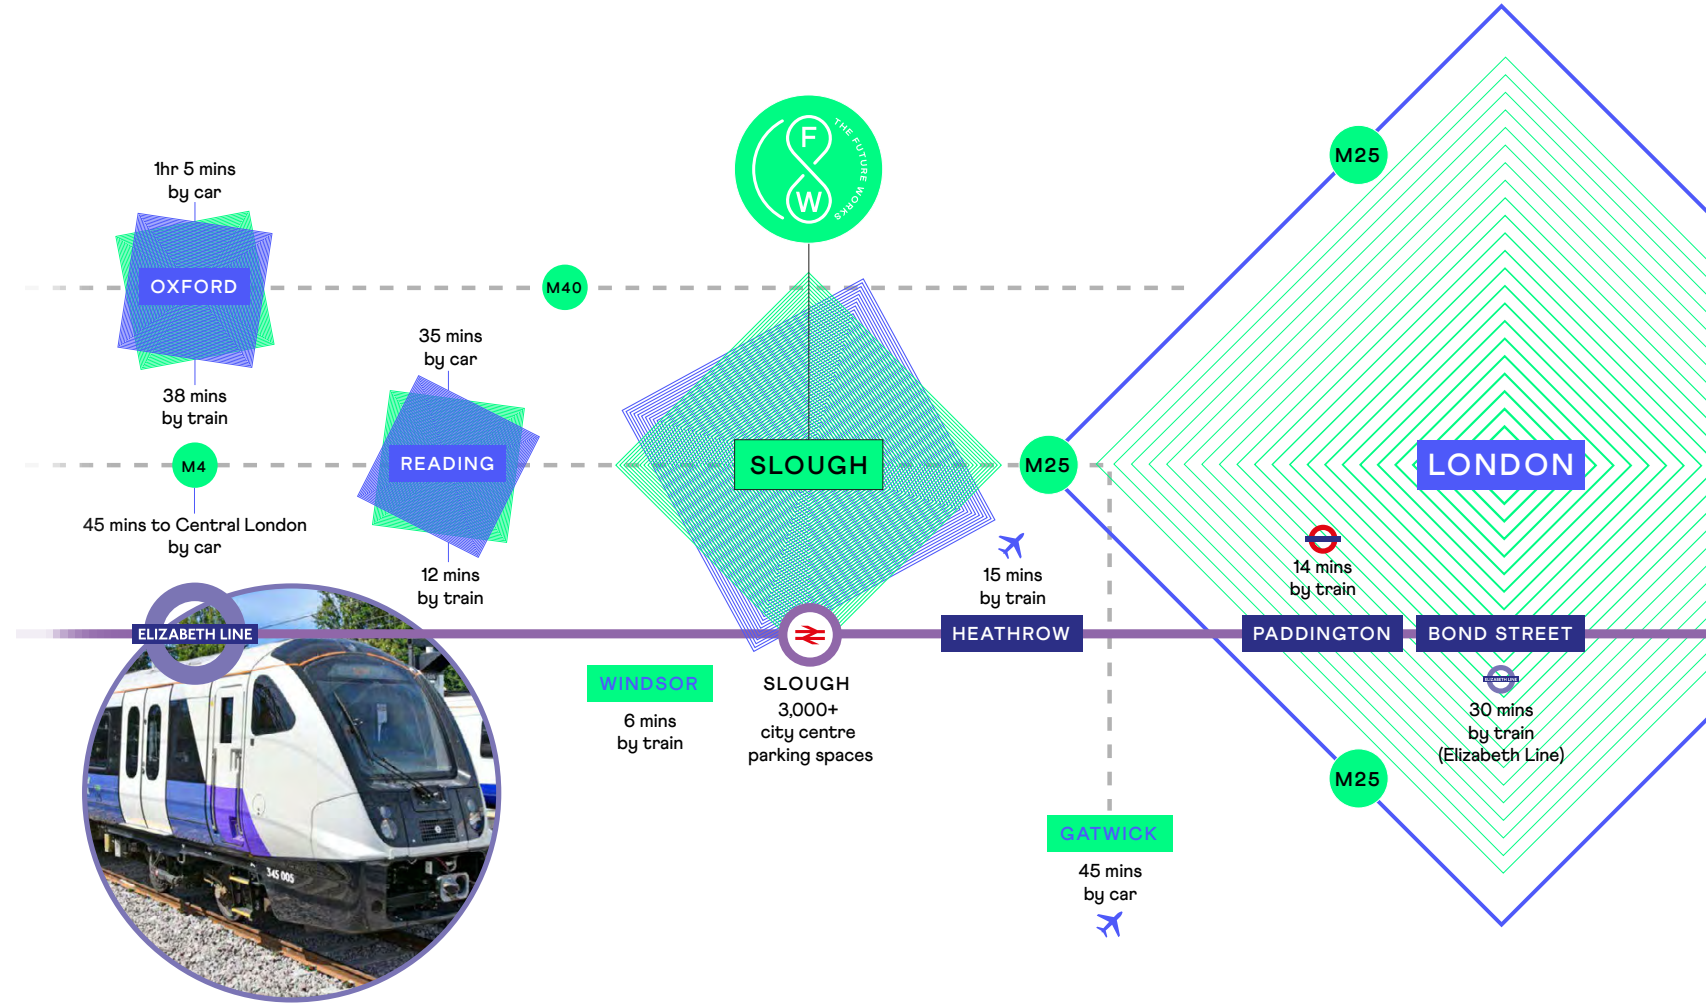 F
W
THE FUTURE WORKS
M25
1hr 5 mins
by car
OXFORD
M40
38 mins
by train
35 mins
by car
M4
READING
SLOUGH
M25
LONDON
45 mins to Central London
by car
12 mins
by train
15 mins
by train
14 mins
by train
ELIZABETH LINE
HEATHROW
PADDINGTON
BOND STREET
WINDSOR
6 mins
by train
SLOUGH
3,000+
city centre
parking spaces
ELIZABETH LINE
30 mins
by train
(Elizabeth Line)
M25
GATWICK
45 mins
by car
345 005